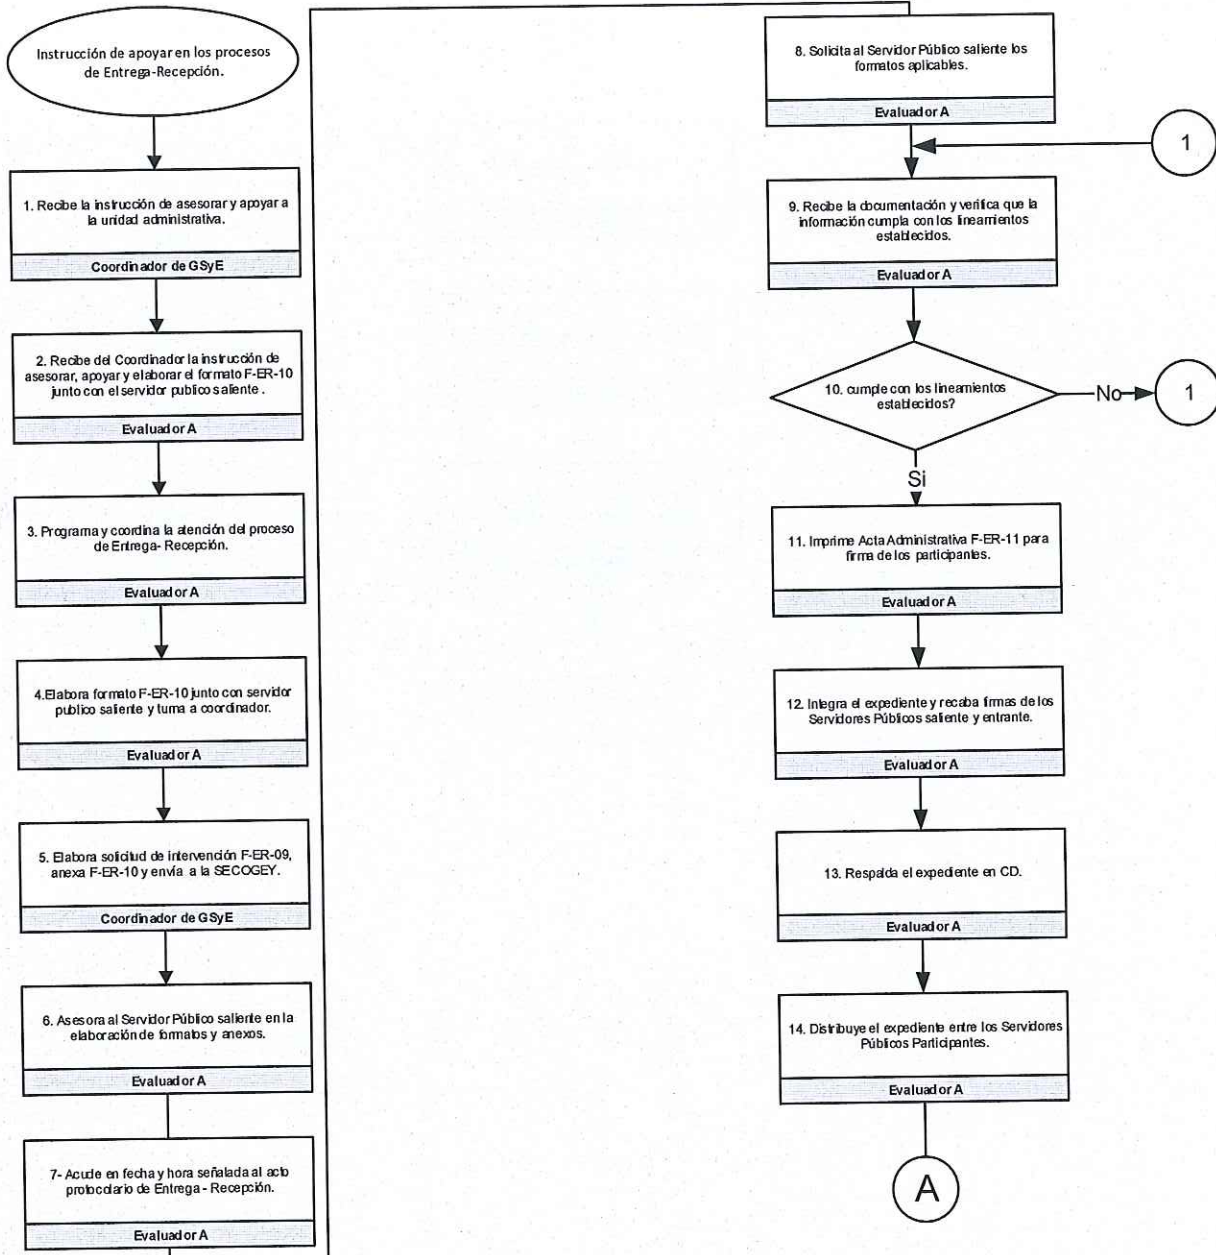 Instrucción de apoyar en los procesos
de Entrega-Recepción.
1. Recibe la instrucción de asesorar y apoyar a
la unidad administrativa.
Coordinador de GSyE
2. Recibe del Coordinador la instrucción de
asesorar, apoyar y elaborar el formato F-ER-10
junto con el servidor publico saliente .
Evaluador A
3. Programa y coordina la atención del proceso
de Entrega- Recepción.
Evaluador A
4.Elabora formato F-ER-10 junto con servidor
publico saliente y turna a coordinador.
Evaluador A
5. Elabora solicitud de intervención F-ER-09,
anexa F-ER-10 y envía a la SECOGEY.
Coordinador de GSyE
6. Asesora al Servidor Público saliente en la
elaboración de formatos y anexos.
Evaluador A
7- Acude en fecha y hora señalada al acto
protocolario de Entrega - Recepción.
Evaluador A
8. Solicita al Servidor Público saliente los
formatos aplicables.
Evaluador A
1
9. Recibe la documentación y verifica que la
información cumpla con los lineamientos
establecidos.
Evaluador A
10. cumple con los lineamientos
establecidos?
No
1
Si
11. Imprime Acta Administrativa F-ER-11 para
firma de los participantes.
Evaluador A
12. Integra el expediente y recaba firmas de los
Servidores Públicos saliente y entrante.
Evaluador A
13. Respalda el expediente en CD.
Evaluador A
14. Distribuye el expediente entre los Servidores
Públicos Participantes.
Evaluador A
A